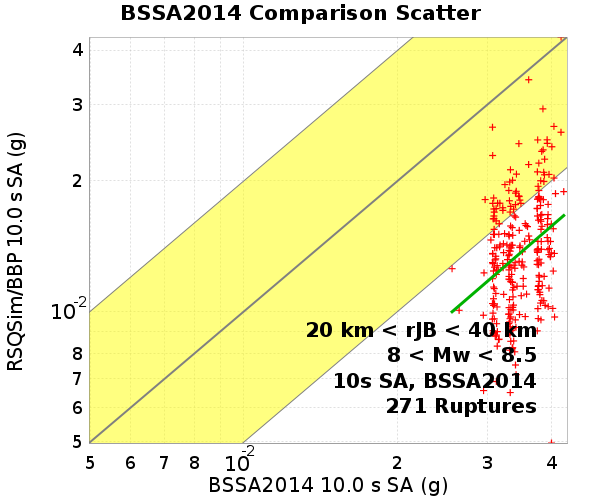 BSSA2014 Comparison Scatter
RSQSim/BBP 10.0 s SA (g)
4
3
2
10-2
8
7
6
5
20 km < rJB < 40 km
8 < Mw < 8.5
10s SA, BSSA2014
271 Ruptures
5 6 7 8 10-2 2 3 4
BSSA2014 10.0 s SA (g)